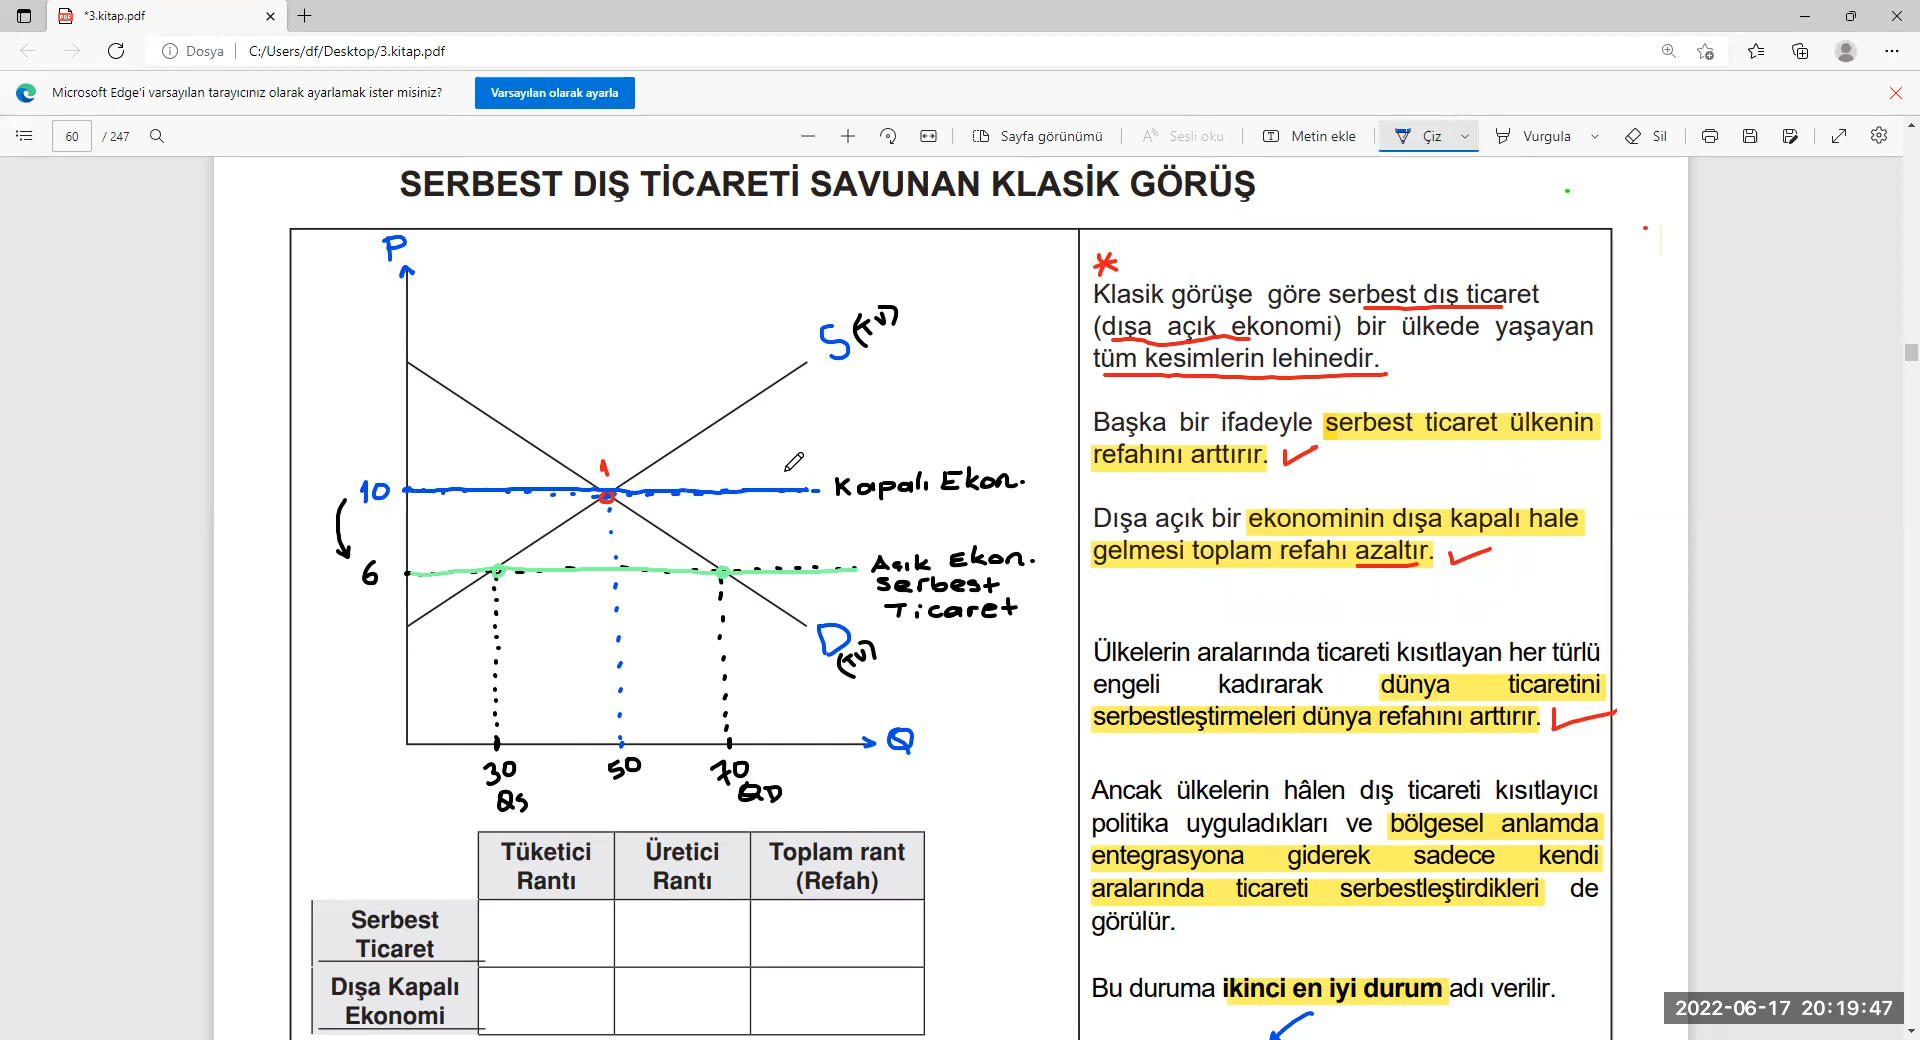 *3.kitap.pdf
Dosya
C:/Users/df/Desktop/3.kitap.pdf
Microsoft Edge'i varsayılan tarayıcınız olarak ayarlamak ister misiniz?
Varsayılan olarak ayarla
60 / 247
Sayfa görünümü
Sesli oku
Metin ekle
Çiz
Vurgula
Sil
SERBEST DIŞ TİCARETİ SAVUNAN KLASİK GÖRÜŞ
P
S (TV)
1
10
Kapalı Ekon.
6
Açık Ekon.
Serbest
Ticaret
D (TV)
Q
30 50 70
QS QD
Tüketici Rantı
Üretici Rantı
Toplam rant (Refah)
Serbest Ticaret
Dışa Kapalı Ekonomi
*
Klasik görüşe göre serbest dış ticaret
(dışa açık ekonomi) bir ülkede yaşayan
tüm kesimlerin lehinedir.
Başka bir ifadeyle serbest ticaret ülkenin
refahını arttırır.
Dışa açık bir ekonominin dışa kapalı hale
gelmesi toplam refahı azaltır.
Ülkelerin aralarında ticareti kısıtlayan her türlü
engeli kadırarak dünya ticaretini
serbestleştirmeleri dünya refahını arttırır.
Ancak ülkelerin hâlen dış ticareti kısıtlayıcı
politika uyguladıkları ve bölgesel anlamda
entegrasyona giderek sadece kendi
aralarında ticareti serbestleştirdikleri de
görülür.
Bu duruma ikinci en iyi durum adı verilir.
2022-06-17 20:19:47